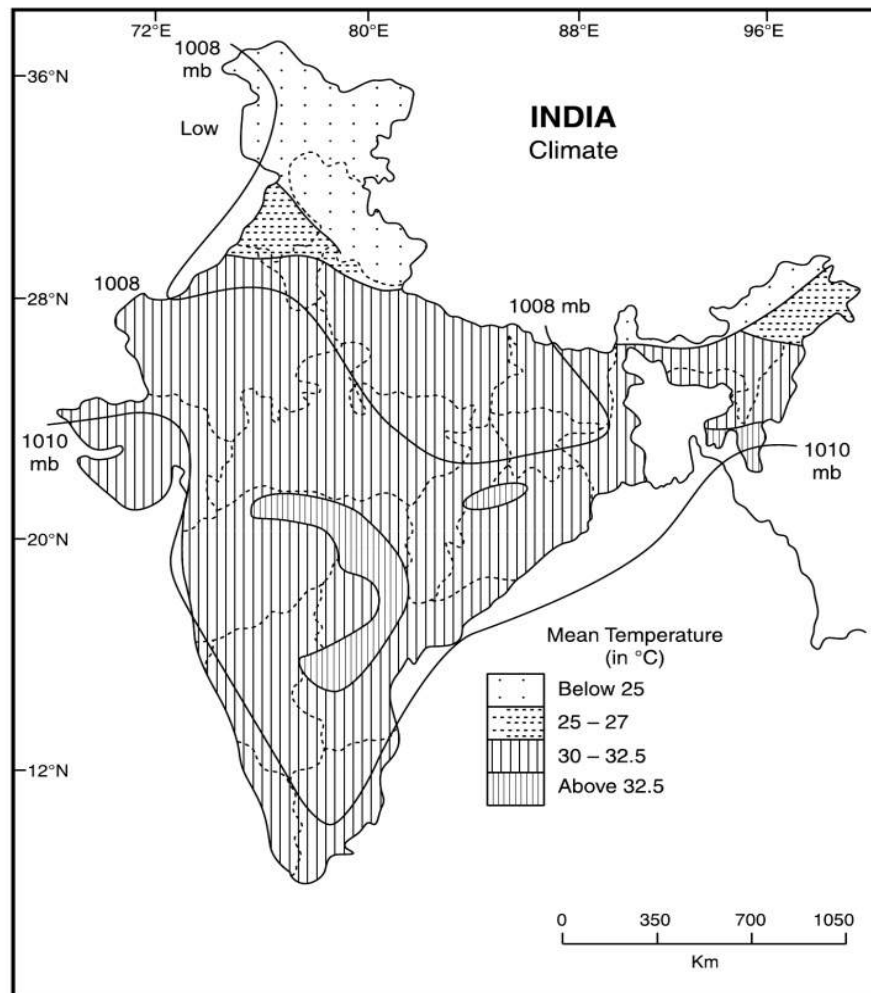 72°E
80°E
88°E
96°E
1008
mb
36°N
Low
INDIA
Climate
1008
28°N
1008 mb
1010
mb
1010
mb
20°N
Mean Temperature
(in °C)
Below 25
25 – 27
30 – 32.5
Above 32.5
12°N
0
350
700
1050
Km